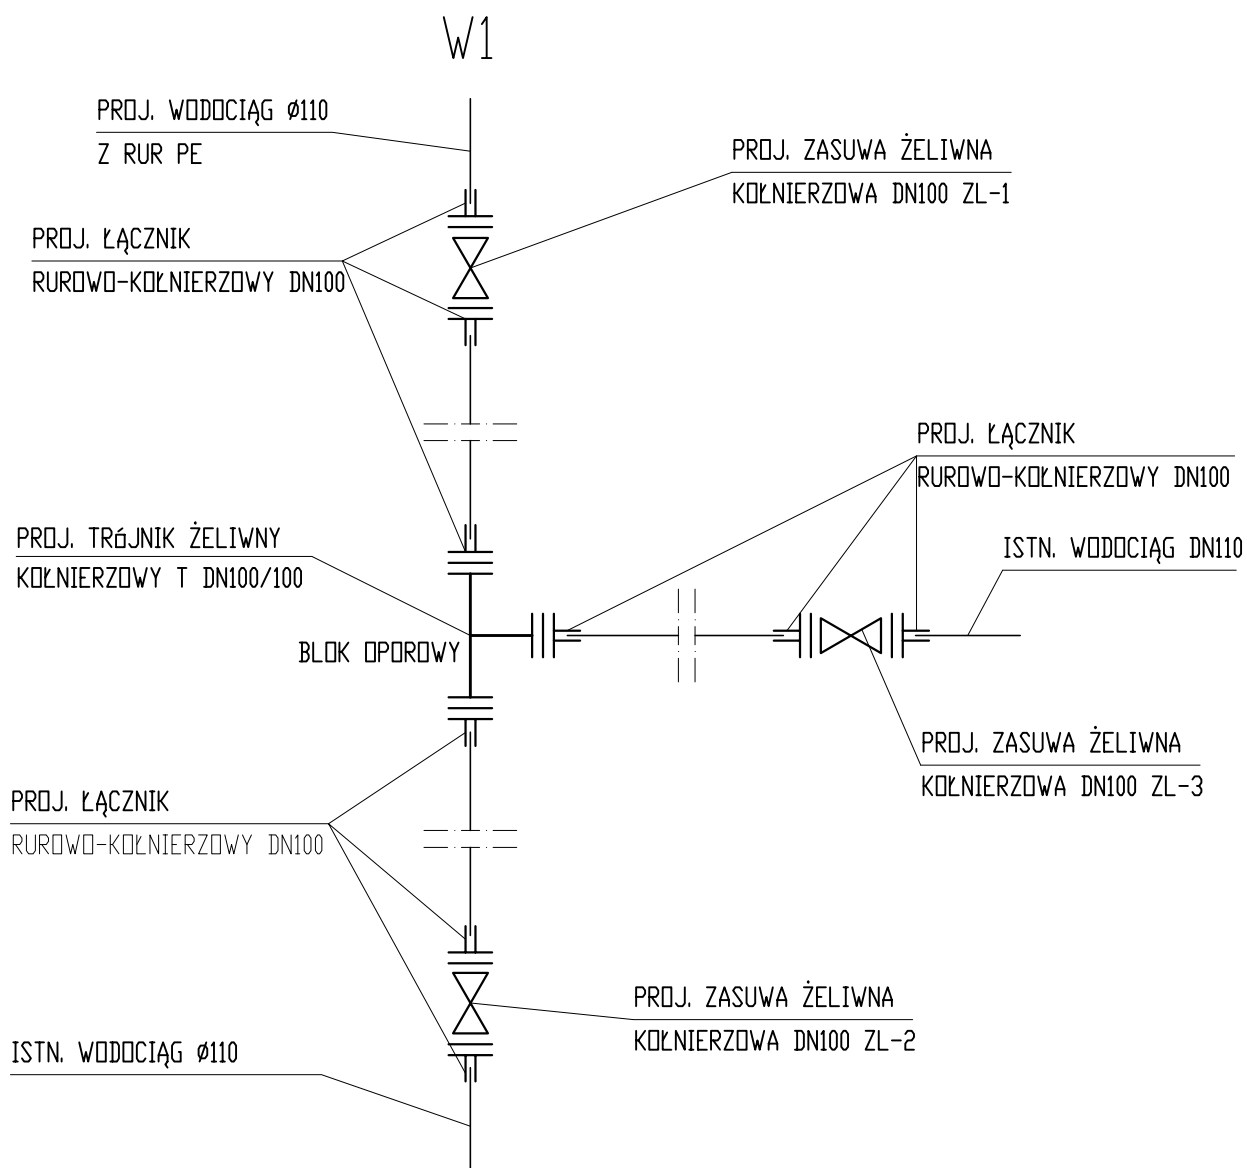 W1
PROJ. WODOCIĄG Ø110
Z RUR PE
PROJ. ZASUWA ŻELIWNA
KOŁNIERZOWA DN100 ZL-1
PROJ. ŁĄCZNIK
RUROWO-KOŁNIERZOWY DN100
PROJ. ŁĄCZNIK
RUROWO-KOŁNIERZOWY DN100
PROJ. TRóJNIK ŻELIWNY
KOŁNIERZOWY T DN100/100
ISTN. WODOCIĄG DN110
BLOK OPOROWY
PROJ. ZASUWA ŻELIWNA
KOŁNIERZOWA DN100 ZL-3
PROJ. ŁĄCZNIK
RUROWO-KOŁNIERZOWY DN100
PROJ. ZASUWA ŻELIWNA
KOŁNIERZOWA DN100 ZL-2
ISTN. WODOCIĄG Ø110